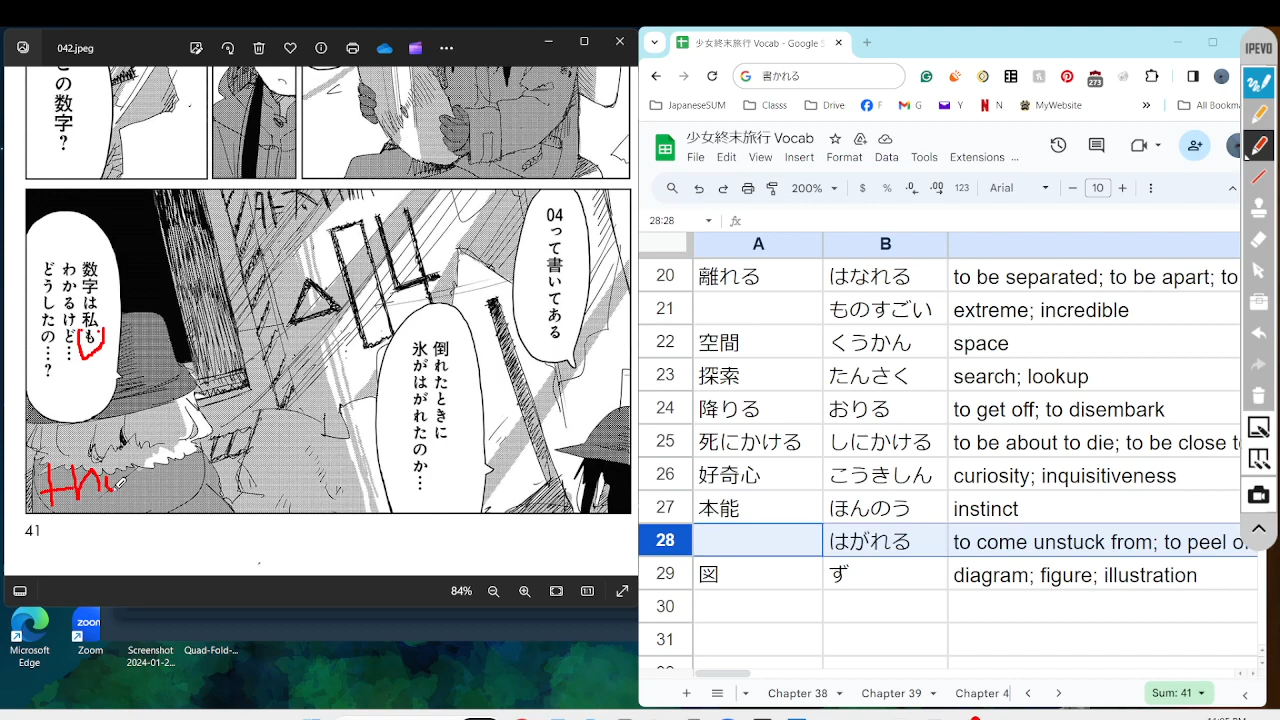 042.jpeg
この数字？
04って書いてある
倒れたときに
氷がはがれたのか…
数字は私も
わかるけど…
どうしたの…？
thi
41
84%
Microsoft Edge
Zoom
zoom
Screenshot 2024-01-2...
Quad-Fold-...
少女終末旅行 Vocab - Google S
書かれる
273
JapaneseSUM
Classs
Drive
F
G
Y
N
MyWebsite
All Bookm
少女終末旅行 Vocab
File Edit View Insert Format Data Tools Extensions ...
200% $ % .0 .00 123 Arial 10
28:28 fx
A B
20 離れる はなれる to be separated; to be apart; to
21 ものすごい extreme; incredible
22 空間 くうかん space
23 探索 たんさく search; lookup
24 降りる おりる to get off; to disembark
25 死にかける しにかける to be about to die; to be close to
26 好奇心 こうきしん curiosity; inquisitiveness
27 本能 ほんのう instinct
28 はがれる to come unstuck from; to peel o
29 図 ず diagram; figure; illustration
30
31
Chapter 38 Chapter 39 Chapter 4 Sum: 41
IPEVO